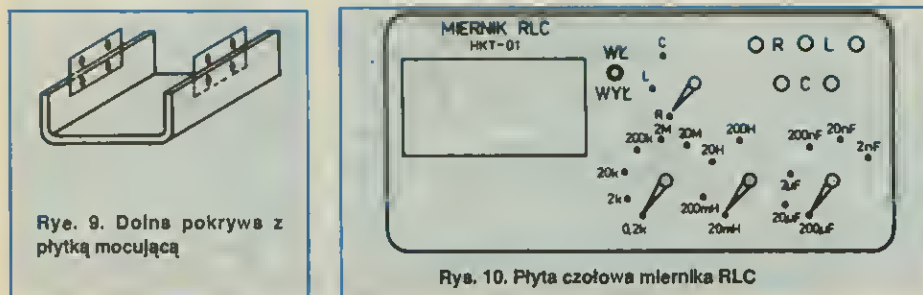 Rye. 9. Dolna pokrywa z
płytką mocującą
MIERNIK RLC
HKT-01
WŁ
WYŁ
C
L
R
R L
C
200k
2M
20M
20k
2k
0,2k
200H
20H
200mH
20mH
200nF
20nF
2nF
2µF
20µF
200µF
Rys. 10. Płyta czołowa miernika RLC